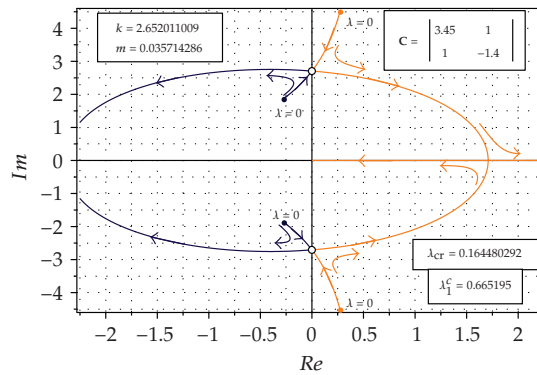 k = 2.652011009
m = 0.035714286
λ=0
C = | 3.45 1 |
| 1 -1.4 |
4
3
2
1
0
−1
−2
−3
−4
Im
λ=0
λ=0
λ=0
λcr = 0.164480292
λ₁ᶜ = 0.665195
−2
−1.5
−1
−0.5
0
0.5
1
1.5
2
Re